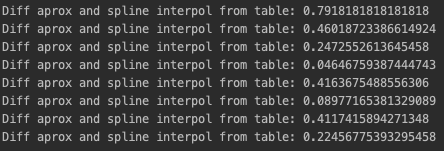 Diff aprox and spline interpol from table: 0.7918181818181818
Diff aprox and spline interpol from table: 0.46018723386614924
Diff aprox and spline interpol from table: 0.2472552613645458
Diff aprox and spline interpol from table: 0.04646759387444743
Diff aprox and spline interpol from table: 0.4163675488556306
Diff aprox and spline interpol from table: 0.08977165381329089
Diff aprox and spline interpol from table: 0.4117415894271348
Diff aprox and spline interpol from table: 0.22456775393295458